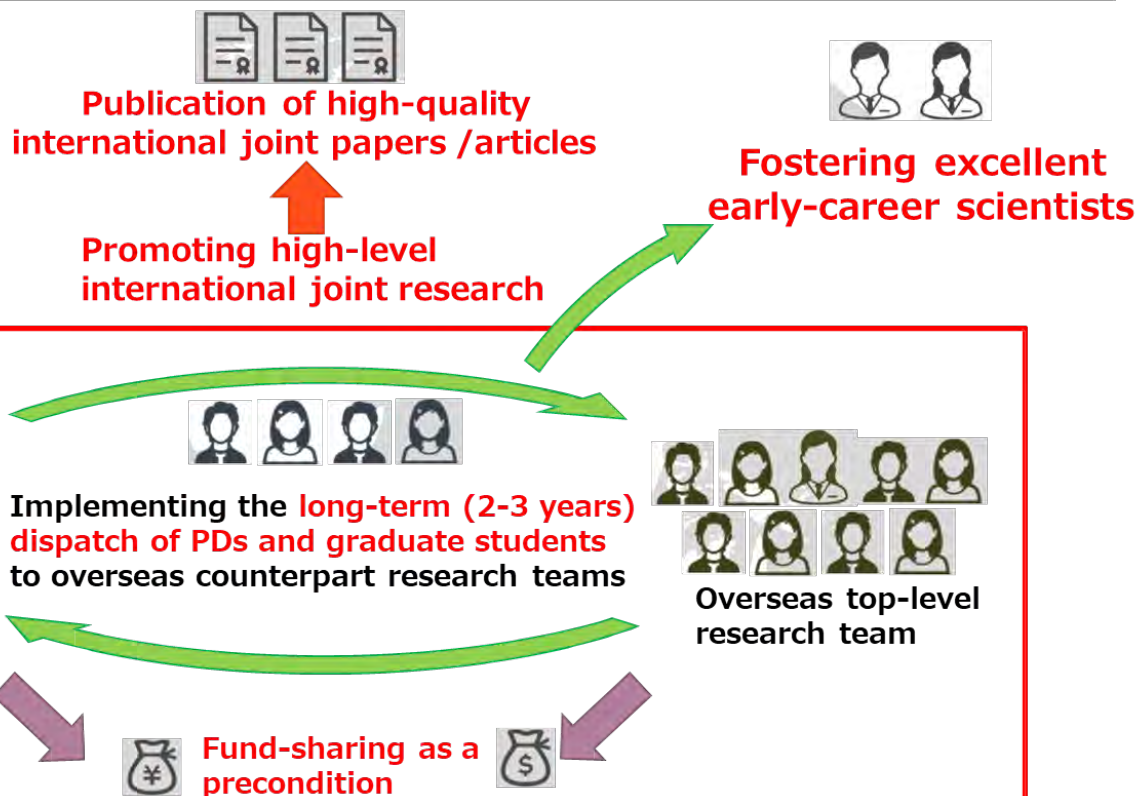 Publication of high-quality
international joint papers /articles
Fostering excellent
early-career scientists
Promoting high-level
international joint research
Implementing the long-term (2-3 years)
dispatch of PDs and graduate students
to overseas counterpart research teams
Overseas top-level
research team
Fund-sharing as a
precondition
¥
$